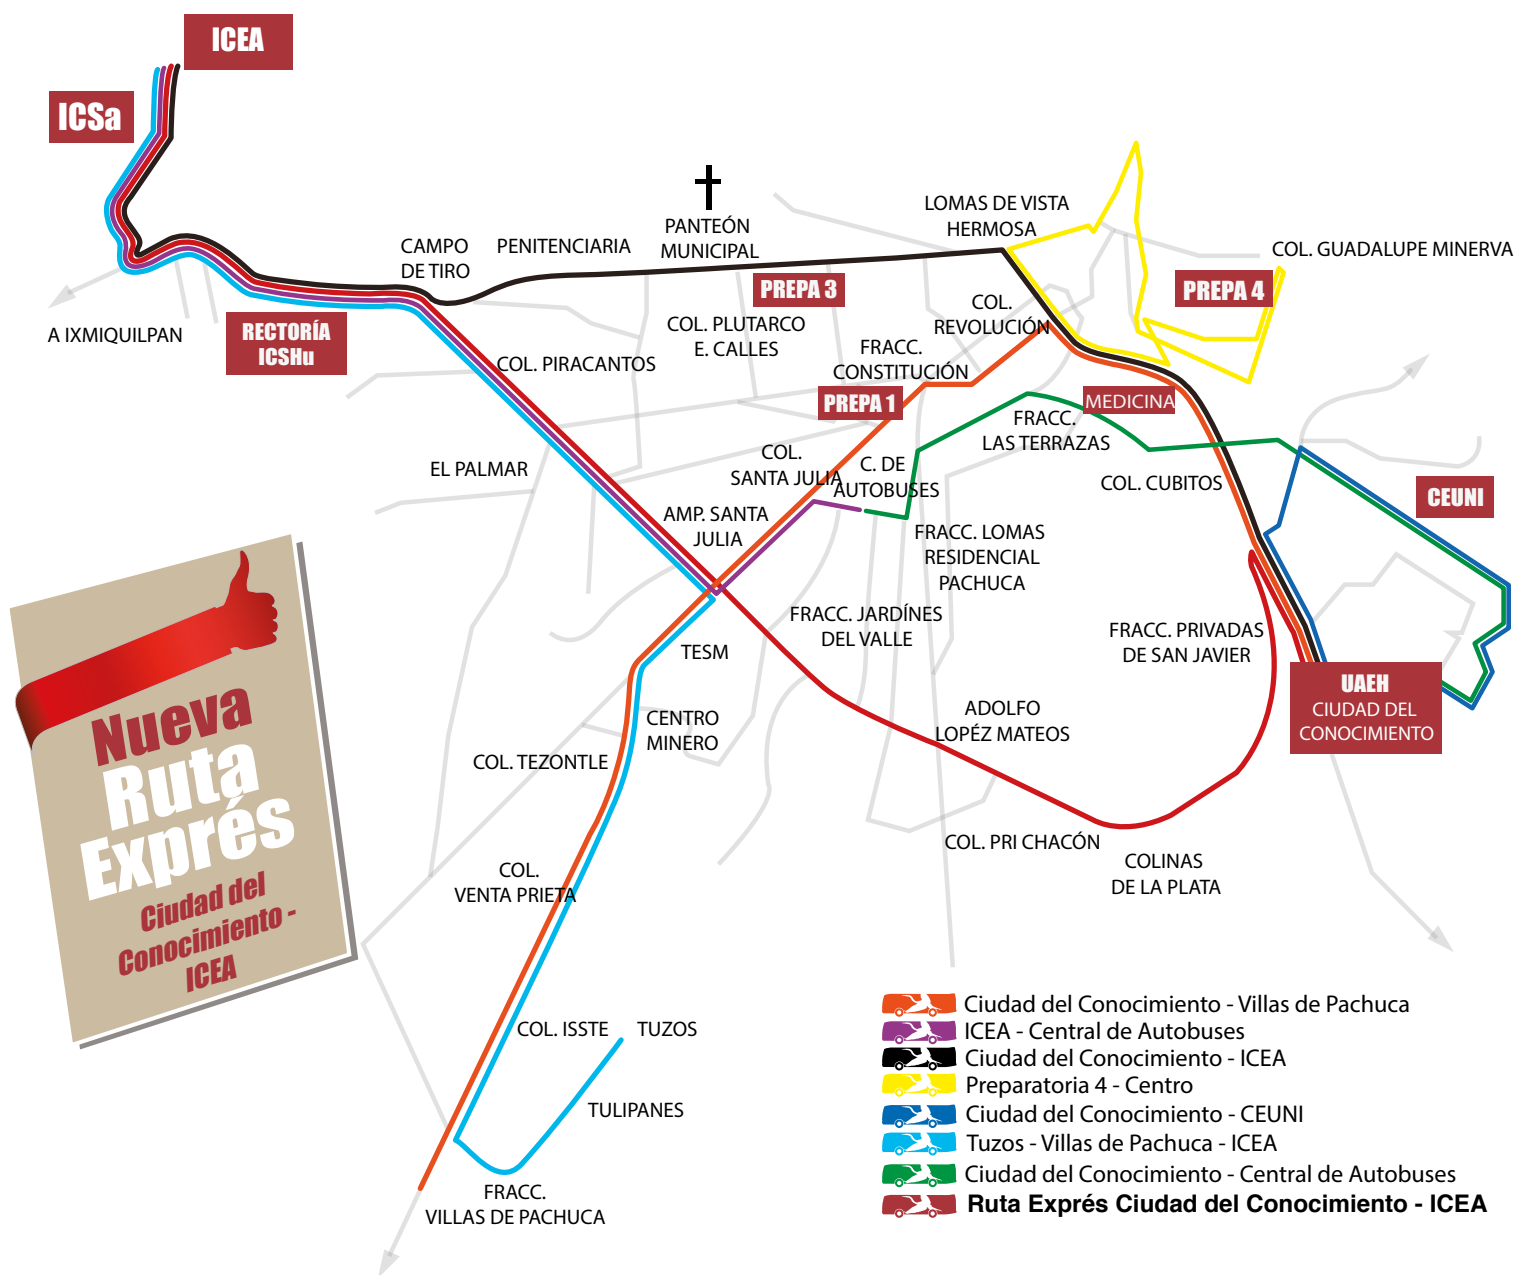 ICEA
ICSa
A IXMIQUILPAN
RECTORÍA
ICSHu
CAMPO
DE TIRO
PENITENCIARIA
PANTEÓN
MUNICIPAL
PREPA 3
COL. PLUTARCO
E. CALLES
LOMAS DE VISTA
HERMOSA
COL. GUADALUPE MINERVA
PREPA 4
COL.
REVOLUCIÓN
FRACC.
CONSTITUCIÓN
COL. PIRACANTOS
PREPA 1
MEDICINA
FRACC.
LAS TERRAZAS
COL. CUBITOS
CEUNI
EL PALMAR
COL.
SANTA JULIA
C. DE
AUTOBUSES
AMP. SANTA
JULIA
FRACC. LOMAS
RESIDENCIAL
PACHUCA
FRACC. JARDÍNES
DEL VALLE
FRACC. PRIVADAS
DE SAN JAVIER
TESM
UAEH
CIUDAD DEL
CONOCIMIENTO
CENTRO
MINERO
ADOLFO
LOPÉZ MATEOS
COL. TEZONTLE
COL. PRI CHACÓN
COLINAS
DE LA PLATA
COL.
VENTA PRIETA
COL. ISSTE
TUZOS
TULIPANES
FRACC.
VILLAS DE PACHUCA
Nueva
Ruta
Exprés
Ciudad del
Conocimiento -
ICEA
Ciudad del Conocimiento - Villas de Pachuca
ICEA - Central de Autobuses
Ciudad del Conocimiento - ICEA
Preparatoria 4 - Centro
Ciudad del Conocimiento - CEUNI
Tuzos - Villas de Pachuca - ICEA
Ciudad del Conocimiento - Central de Autobuses
Ruta Exprés Ciudad del Conocimiento - ICEA